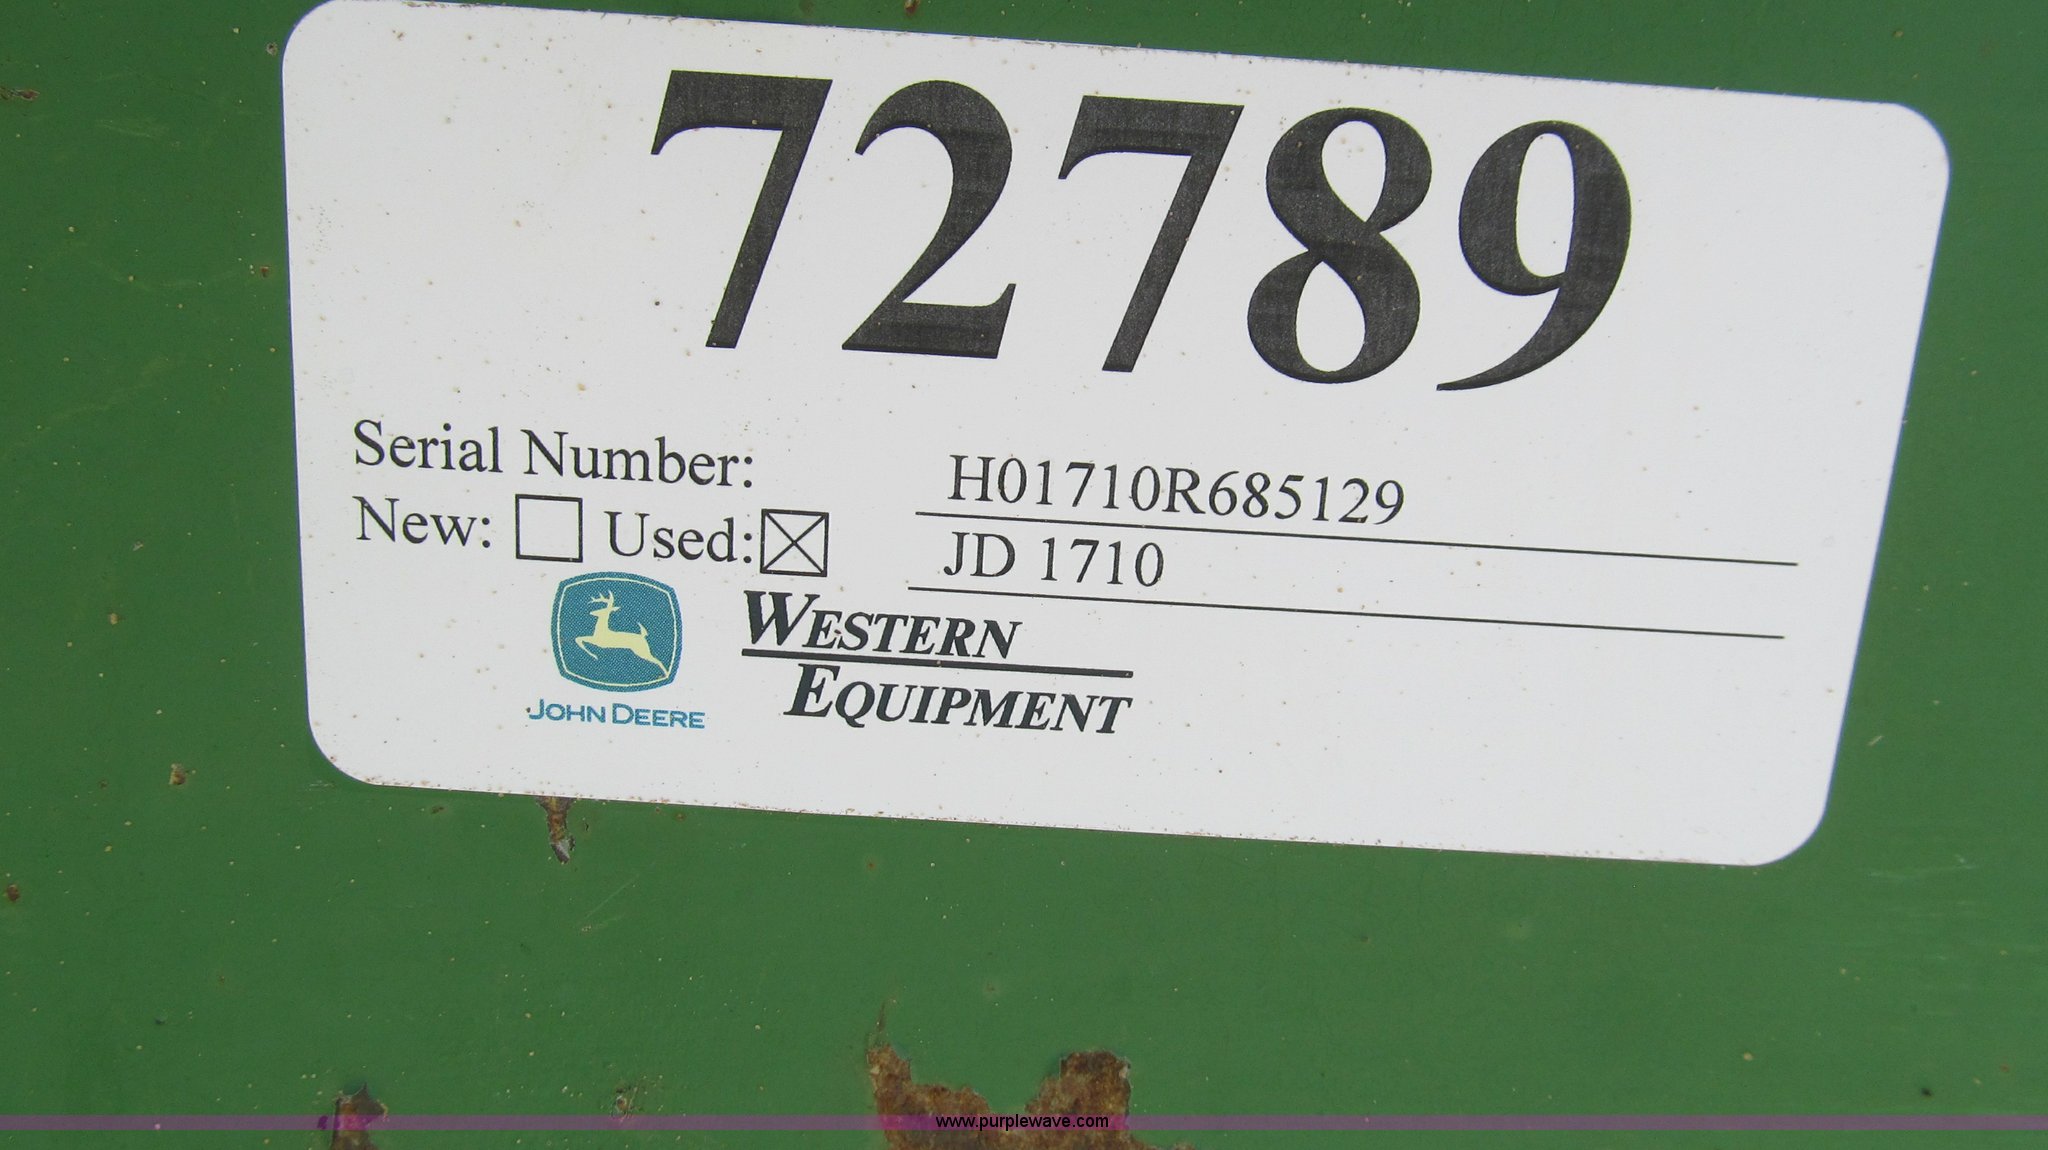 72789
Serial Number: H01710R685129
New: Used: JD 1710
JOHN DEERE
WESTERN
EQUIPMENT
www.purplewave.com